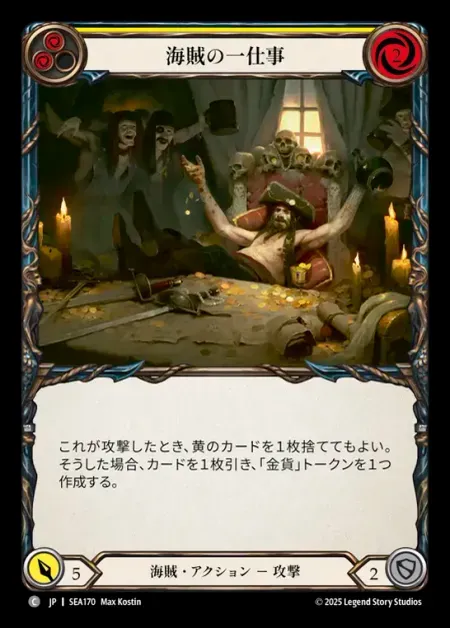 海賊の一仕事
2
これが攻撃したとき、黄のカードを1枚捨ててもよい。
そうした場合、カードを1枚引き、「金貨」トークンを1つ
作成する。
5
海賊・アクション ー 攻撃
2
C JP | SEA170 Max Kostin
© 2025 Legend Story Studios